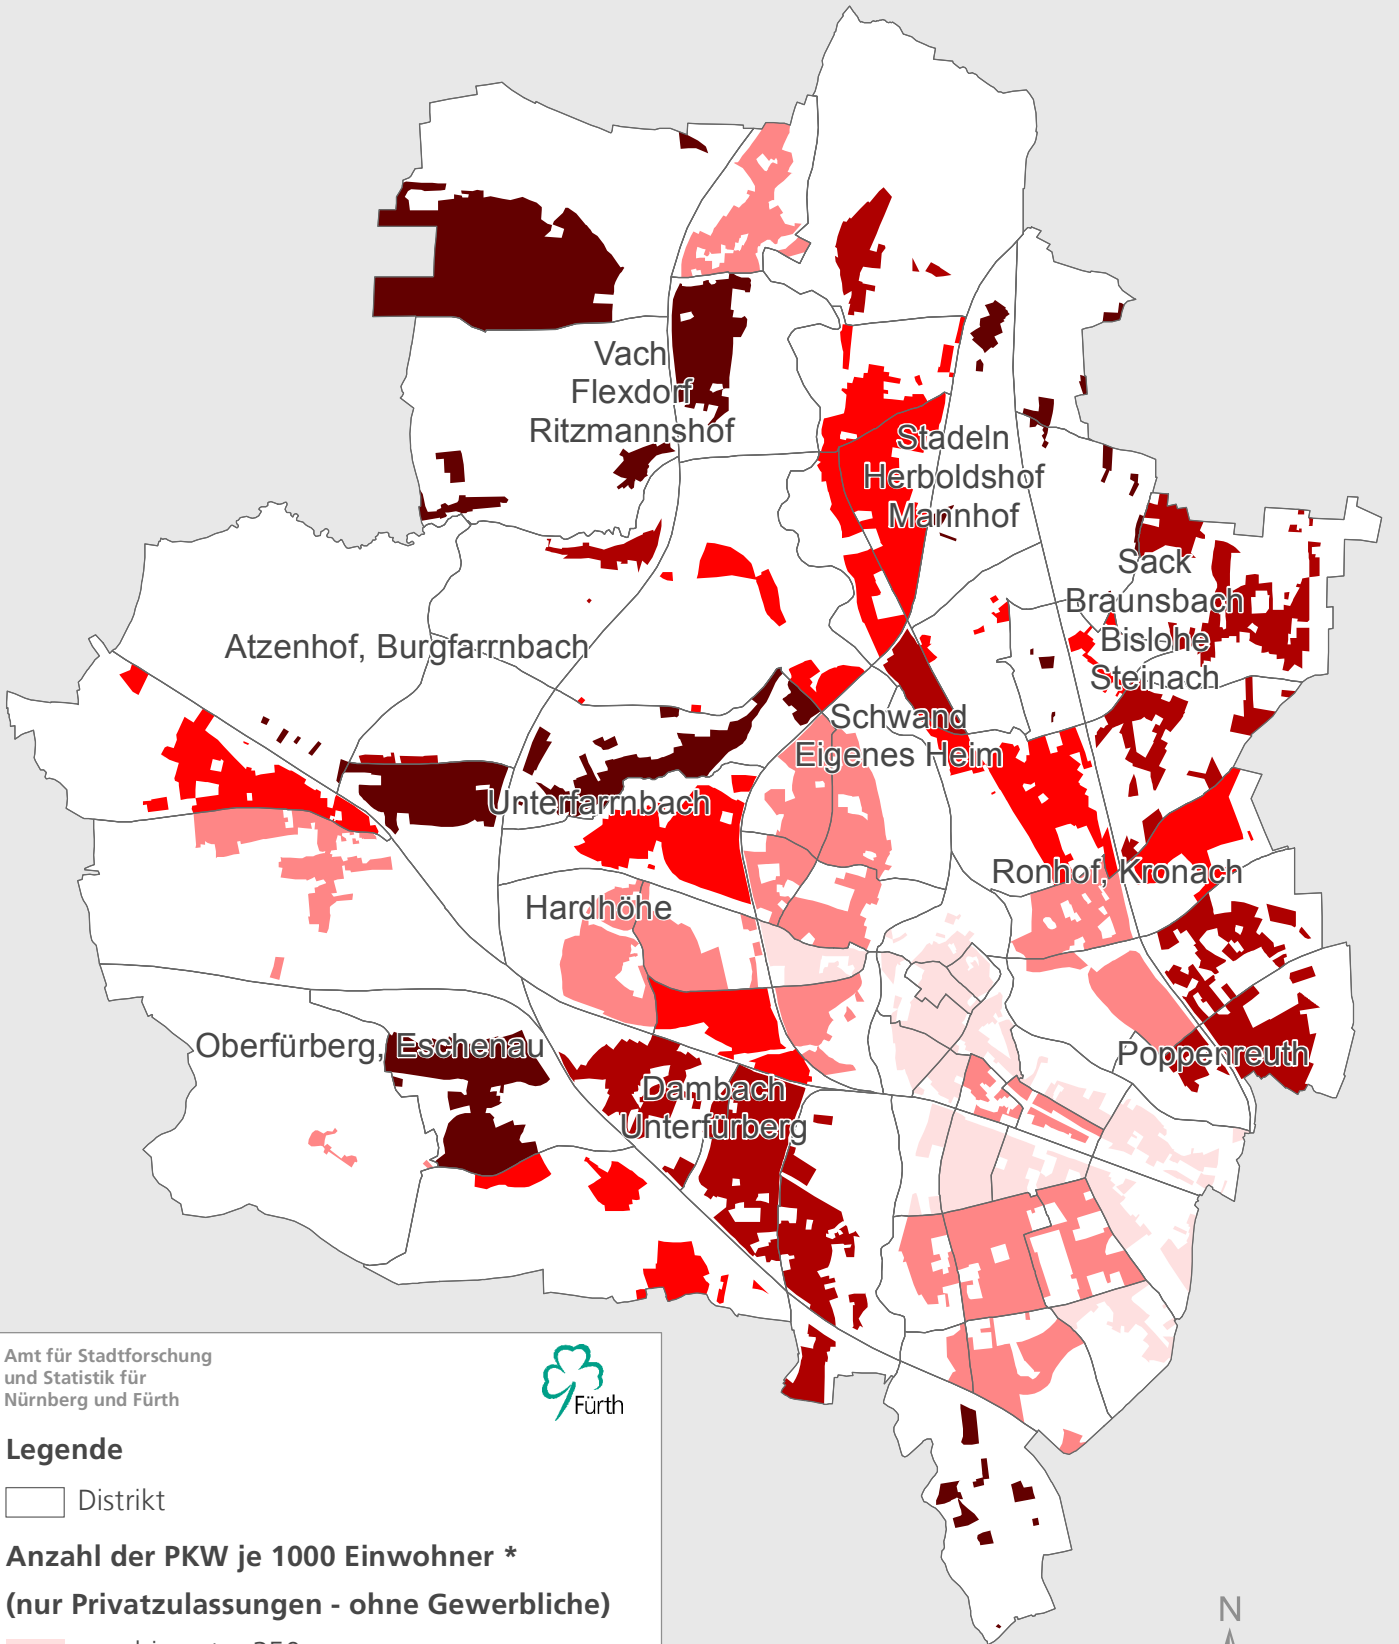 Vach
Flexdorf
Ritzmannshof
Stadeln
Herboldshof
Mannhof
Sack
Braunsbach
Bislohe
Steinach
Atzenhof, Burgfarrnbach
Schwand
Eigenes Heim
Unterfarrnbach
Ronhof, Kronach
Hardhöhe
Oberfürberg, Eschenau
Poppenreuth
Dambach
Unterfürberg
Amt für Stadtforschung
und Statistik für
Nürnberg und Fürth
Fürth
Legende
Distrikt
Anzahl der PKW je 1000 Einwohner *
(nur Privatzulassungen - ohne Gewerbliche)
N